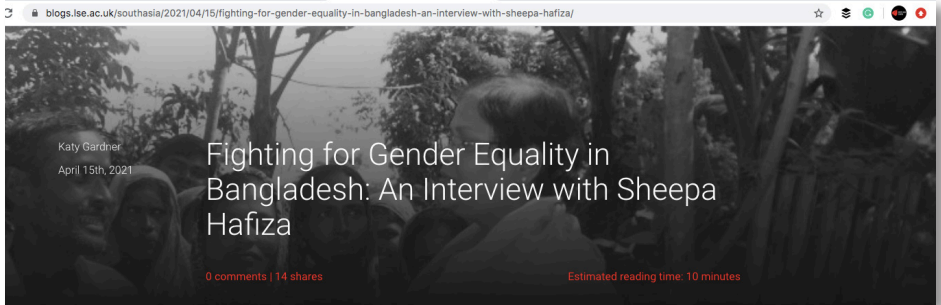 blogs.lse.ac.uk/southasia/2021/04/15/fighting-for-gender-equality-in-bangladesh-an-interview-with-sheepa-hafiza/
Katy Gardner
April 15th, 2021
Fighting for Gender Equality in
Bangladesh: An Interview with Sheepa
Hafiza
0 comments | 14 shares
Estimated reading time: 10 minutes